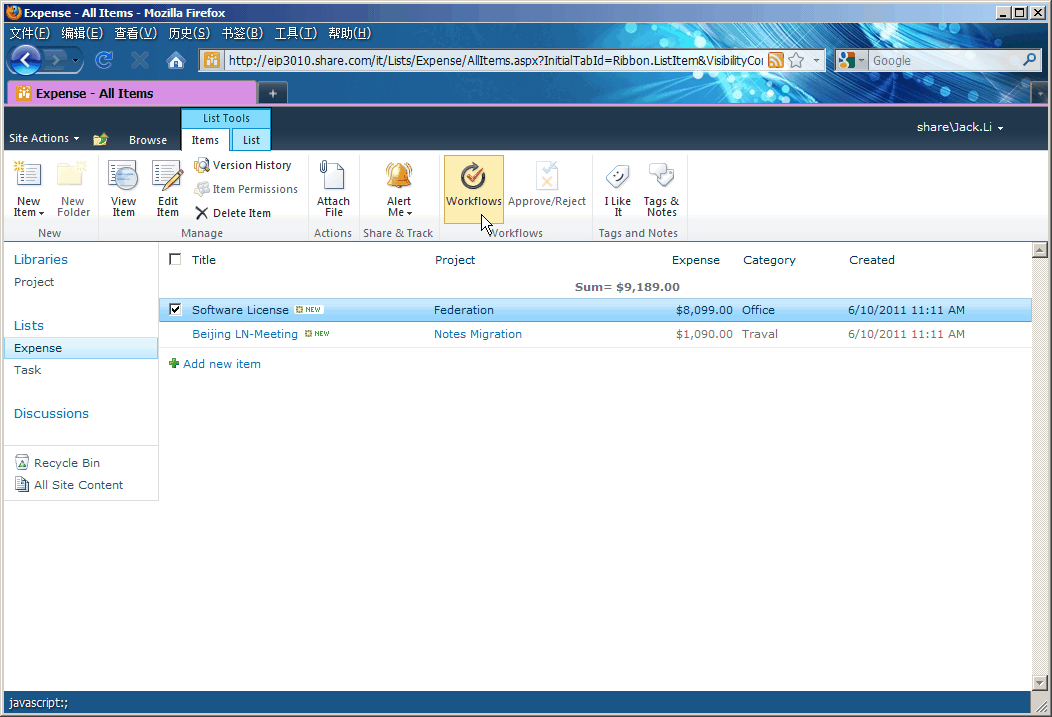 Expense - All Items - Mozilla Firefox
文件(F) 编辑(E) 查看(V) 历史(S) 书签(B) 工具(T) 帮助(H)
http://eip3010.share.com/it/Lists/Expense/AllItems.aspx?InitialTabId=Ribbon.ListItem&VisibilityCon
Google
Expense - All Items
List Tools
share\Jack.Li
Site Actions Browse Items List
New Item
New Folder
View Item
Edit Item
Version History
Item Permissions
Delete Item
Attach File
Alert Me
Workflows
Approve/Reject
I Like It
Tags & Notes
New Manage Actions Share & Track Workflows Tags and Notes
Libraries
Project
Lists
Expense
Task
Discussions
Recycle Bin
All Site Content
Title Project Expense Category Created
Sum= $9,189.00
Software License NEW Federation $8,099.00 Office 6/10/2011 11:11 AM
Beijing LN-Meeting NEW Notes Migration $1,090.00 Traval 6/10/2011 11:11 AM
Add new item
javascript:;